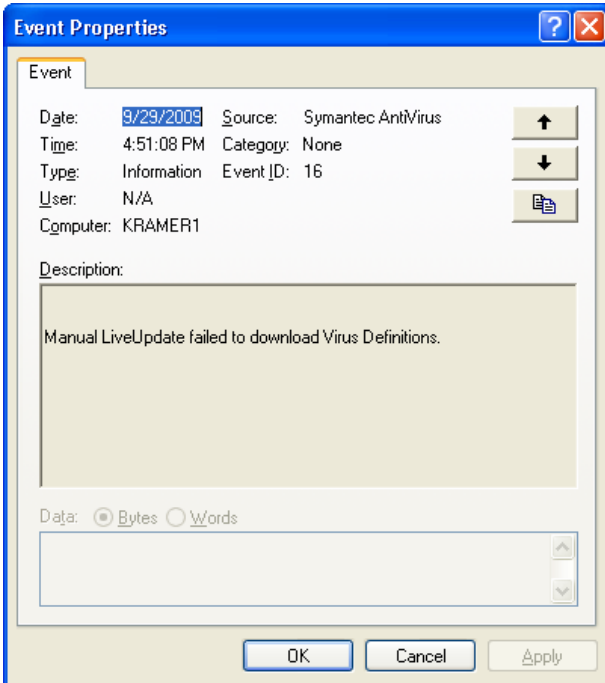 Event Properties
Event
Date: 9/29/2009 Source: Symantec AntiVirus
Time: 4:51:08 PM Category: None
Type: Information Event ID: 16
User: N/A
Computer: KRAMER1
Description:
Manual LiveUpdate failed to download Virus Definitions.
Data: Bytes Words
OK Cancel Apply